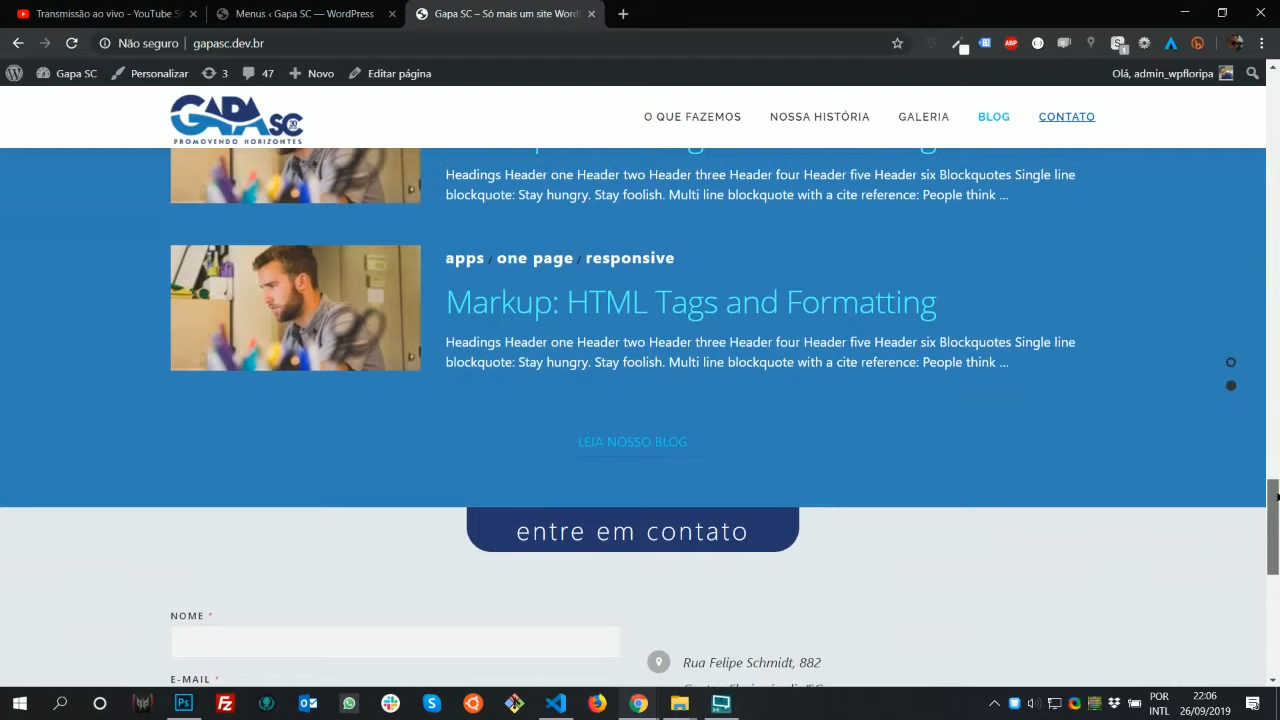 Transmissão ao vivo - YouTube S
Menus ‹ Gapa SC — WordPress
Gapa SC – Só mais um site Word
Não seguro | gapasc.dev.br
ABP
1
Gapa SC
Personalizar
3
47
Novo
Editar página
Olá, admin_wpfloripa
GAPA SC
PROMOVENDO HORIZONTES
O QUE FAZEMOS
NOSSA HISTÓRIA
GALERIA
BLOG
CONTATO
Headings Header one Header two Header three Header four Header five Header six Blockquotes Single line
blockquote: Stay hungry. Stay foolish. Multi line blockquote with a cite reference: People think ...
apps / one page / responsive
Markup: HTML Tags and Formatting
Headings Header one Header two Header three Header four Header five Header six Blockquotes Single line
blockquote: Stay hungry. Stay foolish. Multi line blockquote with a cite reference: People think ...
LEIA NOSSO BLOG
entre em contato
NOME *
Rua Felipe Schmidt, 882
E-MAIL *
POR
INTL
22:06
26/09/2019